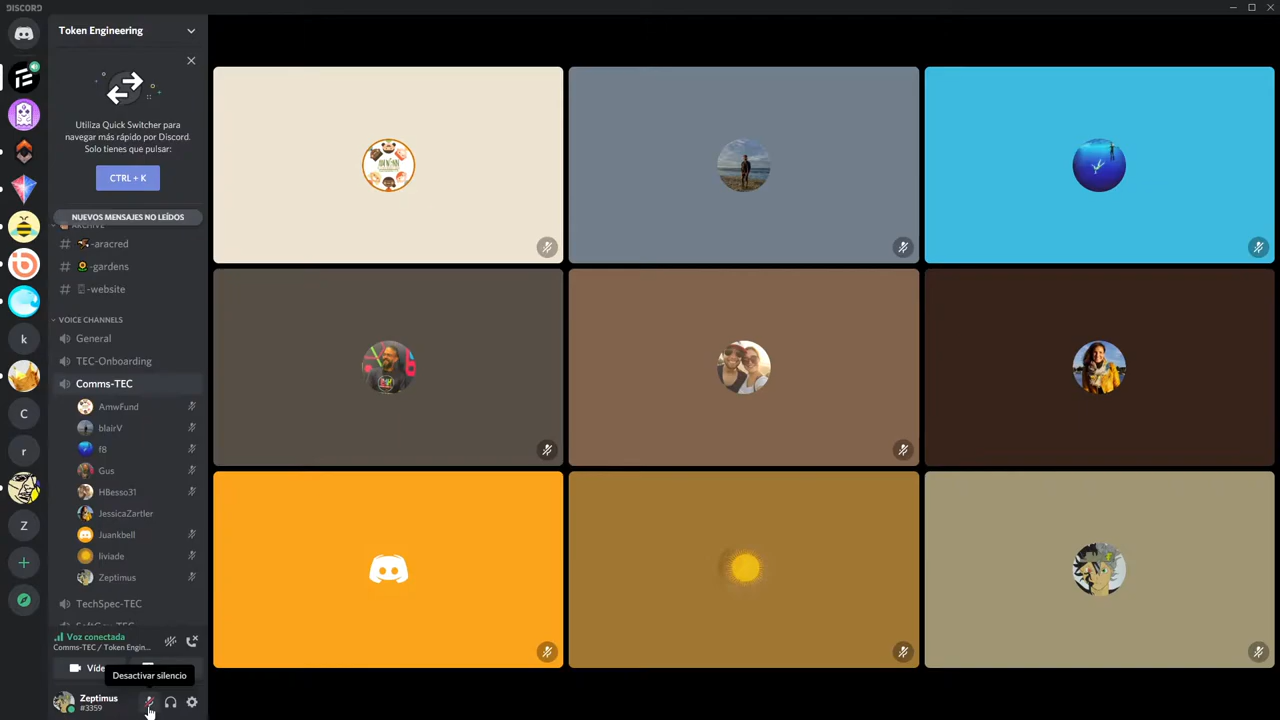 DISCORD
Token Engineering
Utiliza Quick Switcher para
navegar más rápido por Discord.
Solo tienes que pulsar:
CTRL + K
NUEVOS MENSAJES NO LEÍDOS
ARCHIVE
-aracred
-gardens
-website
VOICE CHANNELS
General
TEC-Onboarding
Comms-TEC
AmwFund
blairV
f8
Gus
HBesso31
JessicaZartler
Juankbell
liviade
Zeptimus
TechSpec-TEC
Voz conectada
Comms-TEC / Token Engin...
Desactivar silencio
Zeptimus
#3359
k
C
r
Z